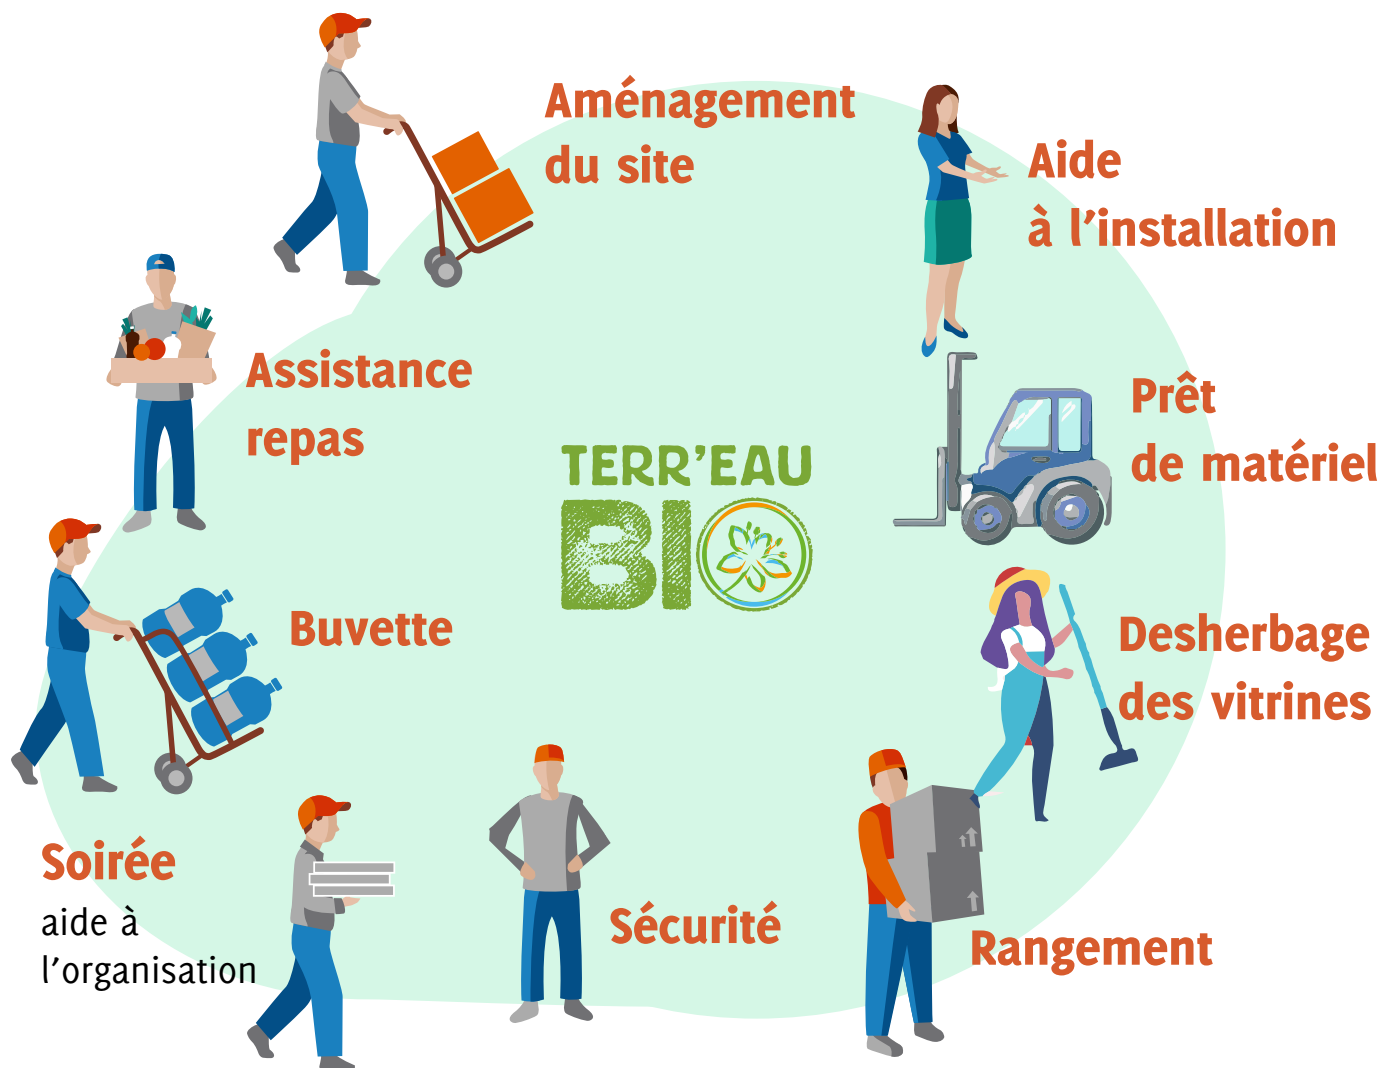 Aménagement
du site
Aide
à l'installation
Assistance
repas
Prêt
de matériel
TERR'EAU
BIO
Buvette
Desherbage
des vitrines
Soirée
aide à
l'organisation
Sécurité
Rangement